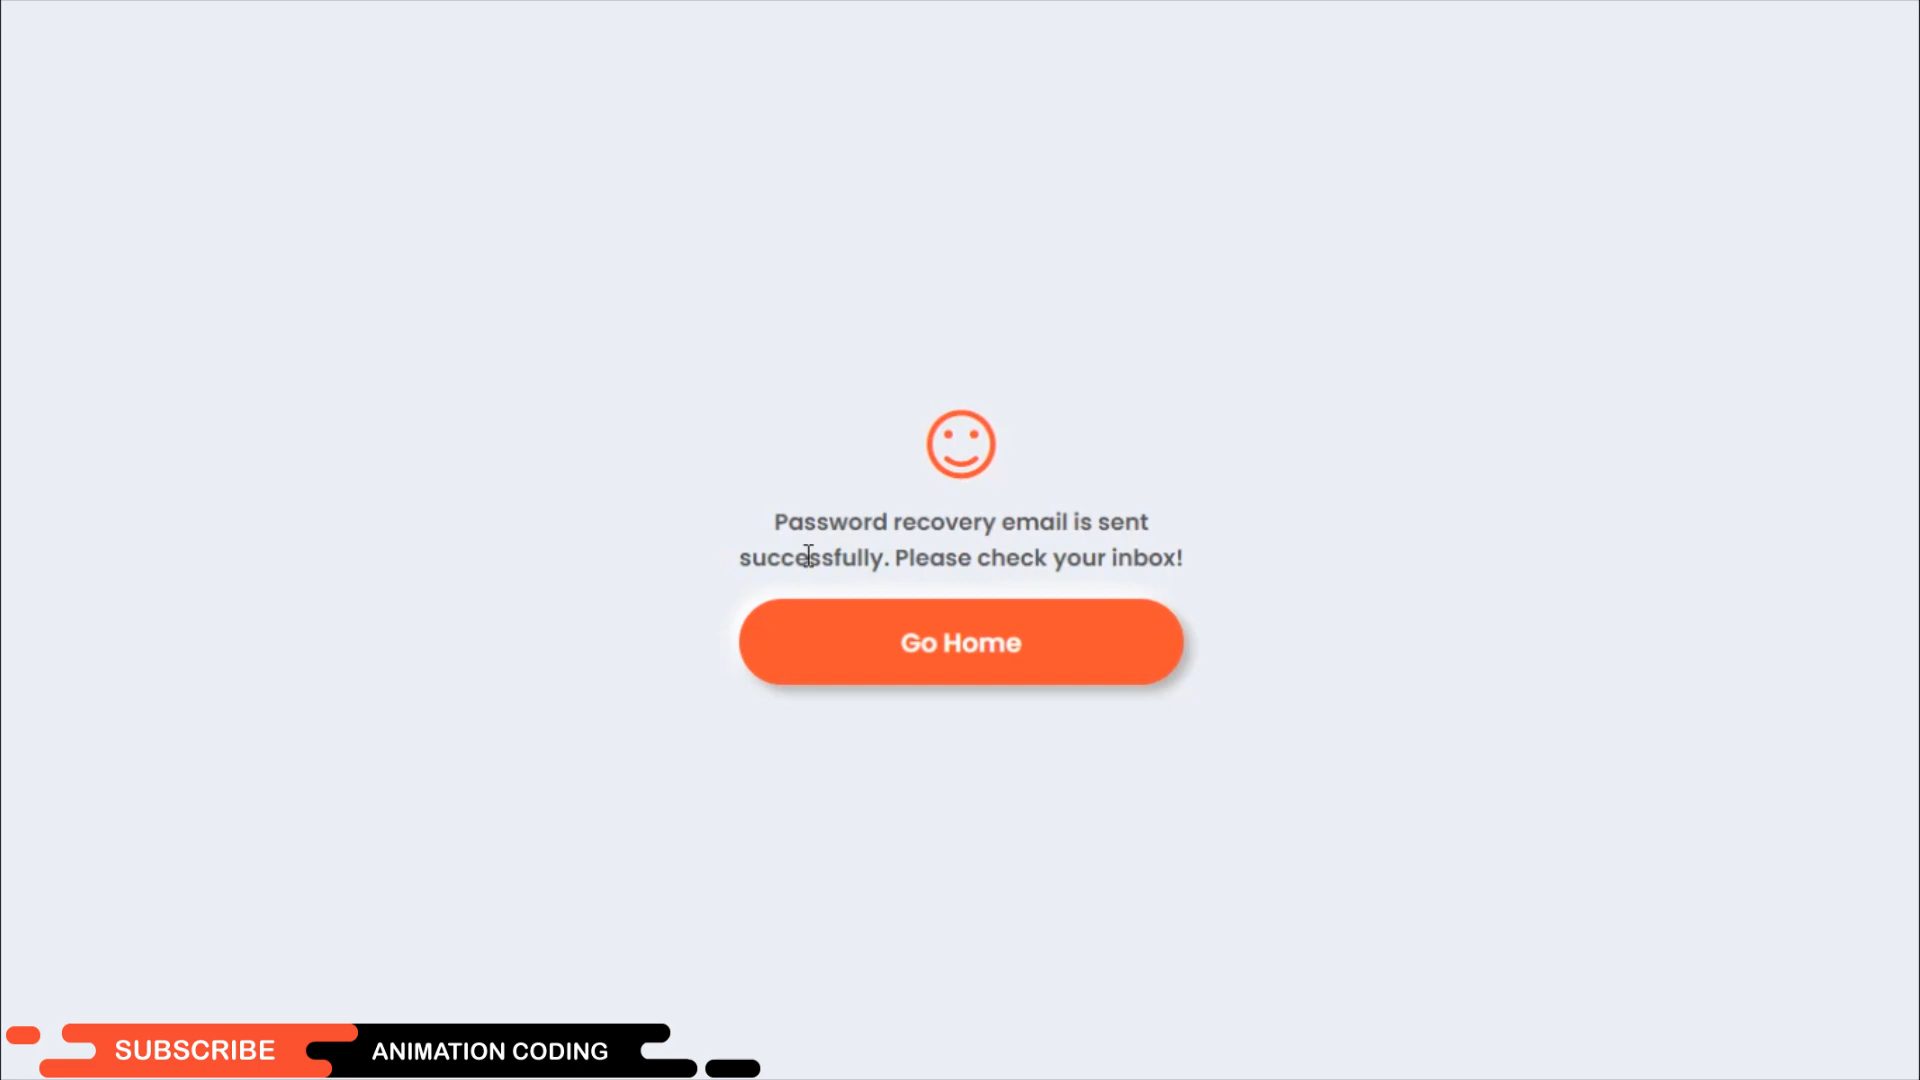 Password recovery email is sent
successfully. Please check your inbox!
Go Home
SUBSCRIBE
ANIMATION CODING